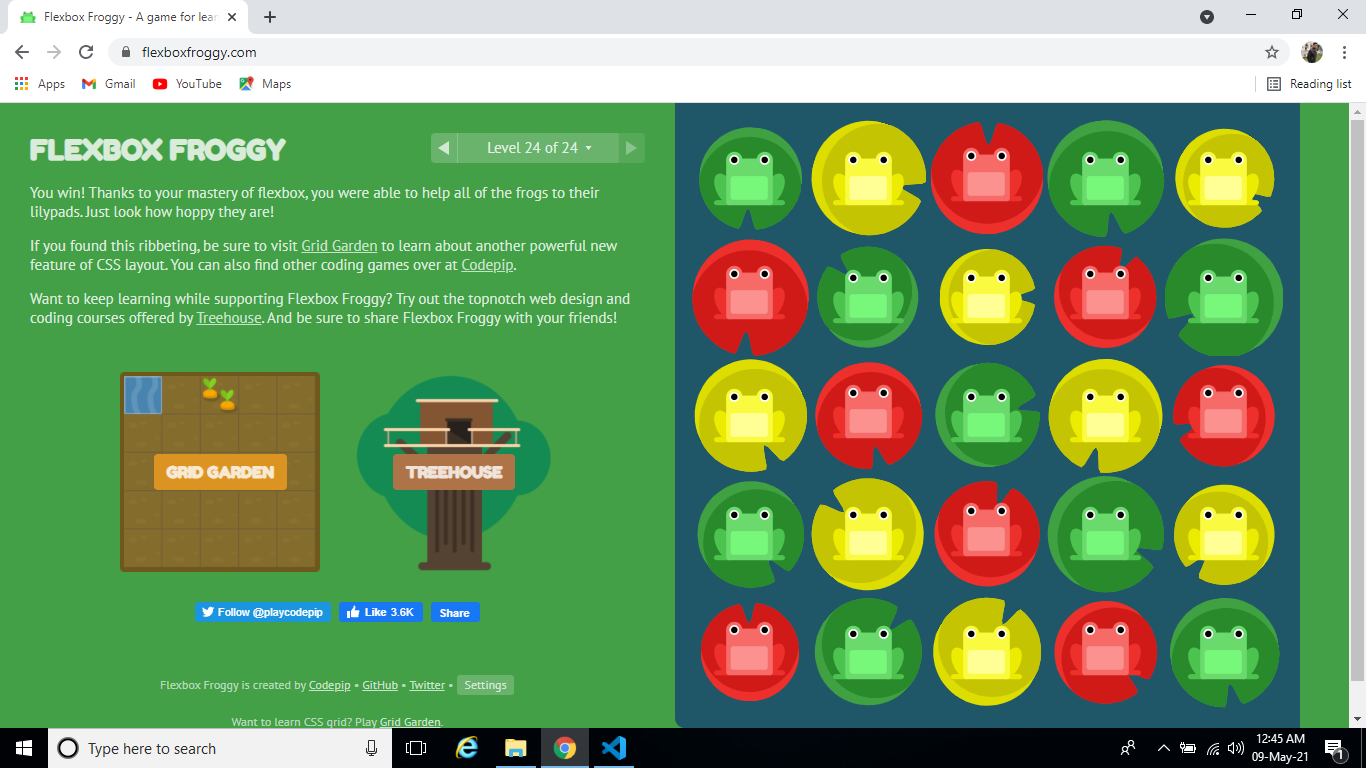 Flexbox Froggy - A game for lear
flexboxfroggy.com
Apps Gmail YouTube Maps Reading list
FLEXBOX FROGGY
Level 24 of 24
You win! Thanks to your mastery of flexbox, you were able to help all of the frogs to their
lilypads. Just look how hoppy they are!
If you found this ribbeting, be sure to visit Grid Garden to learn about another powerful new
feature of CSS layout. You can also find other coding games over at Codepip.
Want to keep learning while supporting Flexbox Froggy? Try out the topnotch web design and
coding courses offered by Treehouse. And be sure to share Flexbox Froggy with your friends!
GRID GARDEN TREEHOUSE
Follow @playcodepip Like 3.6K Share
Flexbox Froggy is created by Codepip • GitHub • Twitter • Settings
Want to learn CSS grid? Play Grid Garden.
Type here to search
12:45 AM
09-May-21
1